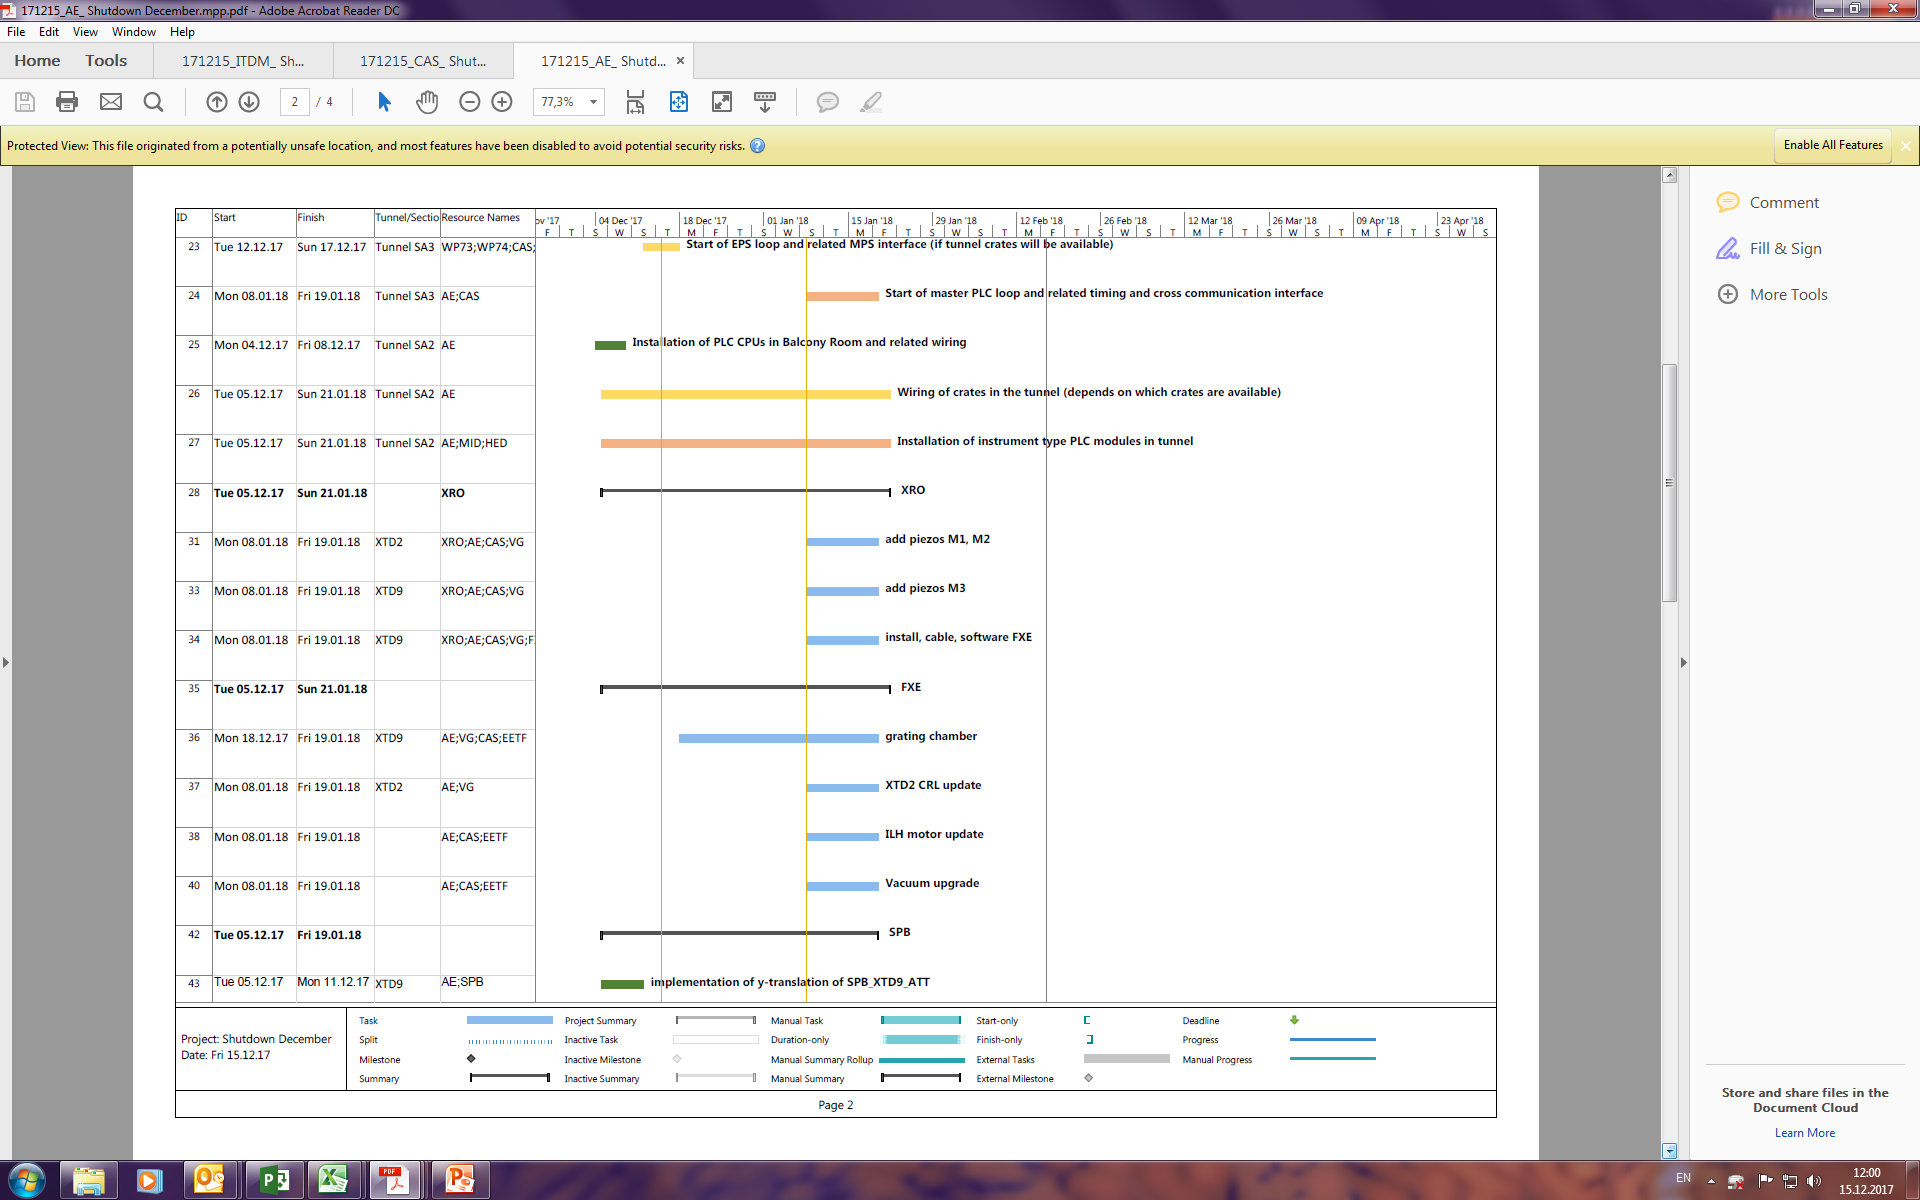 171215_AE_ Shutdown December.mpp.pdf - Adobe Acrobat Reader DC
File Edit View Window Help
Home Tools 171215_ITDM_ Sh... 171215_CAS_ Shut... 171215_AE_ Shutd... ×
2 / 4 77,3%
Protected View: This file originated from a potentially unsafe location, and most features have been disabled to avoid potential security risks. ? Enable All Features
ID Start Finish Tunnel/Sectio Resource Names ov '17 04 Dec '17 18 Dec '17 01 Jan '18 15 Jan '18 29 Jan '18 12 Feb '18 26 Feb '18 12 Mar '18 26 Mar '18 09 Apr '18 23 Apr '18
F T S W S T M F T S W S T M F T S W S T M F T S W S T M F T S W S T M F T S W S
23 Tue 12.12.17 Sun 17.12.17 Tunnel SA3 WP73;WP74;CAS; Start of EPS loop and related MPS interface (if tunnel crates will be available)
24 Mon 08.01.18 Fri 19.01.18 Tunnel SA3 AE;CAS Start of master PLC loop and related timing and cross communication interface
25 Mon 04.12.17 Fri 08.12.17 Tunnel SA2 AE Installation of PLC CPUs in Balcony Room and related wiring
26 Tue 05.12.17 Sun 21.01.18 Tunnel SA2 AE Wiring of crates in the tunnel (depends on which crates are available)
27 Tue 05.12.17 Sun 21.01.18 Tunnel SA2 AE;MID;HED Installation of instrument type PLC modules in tunnel
28 Tue 05.12.17 Sun 21.01.18 XRO XRO
31 Mon 08.01.18 Fri 19.01.18 XTD2 XRO;AE;CAS;VG add piezos M1, M2
33 Mon 08.01.18 Fri 19.01.18 XTD9 XRO;AE;CAS;VG add piezos M3
34 Mon 08.01.18 Fri 19.01.18 XTD9 XRO;AE;CAS;VG;F install, cable, software FXE
35 Tue 05.12.17 Sun 21.01.18 FXE
36 Mon 18.12.17 Fri 19.01.18 XTD9 AE;VG;CAS;EETF grating chamber
37 Mon 08.01.18 Fri 19.01.18 XTD2 AE;VG XTD2 CRL update
38 Mon 08.01.18 Fri 19.01.18 AE;CAS;EETF ILH motor update
40 Mon 08.01.18 Fri 19.01.18 AE;CAS;EETF Vacuum upgrade
42 Tue 05.12.17 Fri 19.01.18 SPB
43 Tue 05.12.17 Mon 11.12.17 XTD9 AE;SPB implementation of y-translation of SPB_XTD9_ATT
Project: Shutdown December
Date: Fri 15.12.17
Task Project Summary Manual Task Start-only Deadline
Split Inactive Task Duration-only Finish-only Progress
Milestone Inactive Milestone Manual Summary Rollup External Tasks Manual Progress
Summary Inactive Summary Manual Summary External Milestone
Page 2
Comment
Fill & Sign
More Tools
Store and share files in the
Document Cloud
Learn More
EN 12:00
15.12.2017